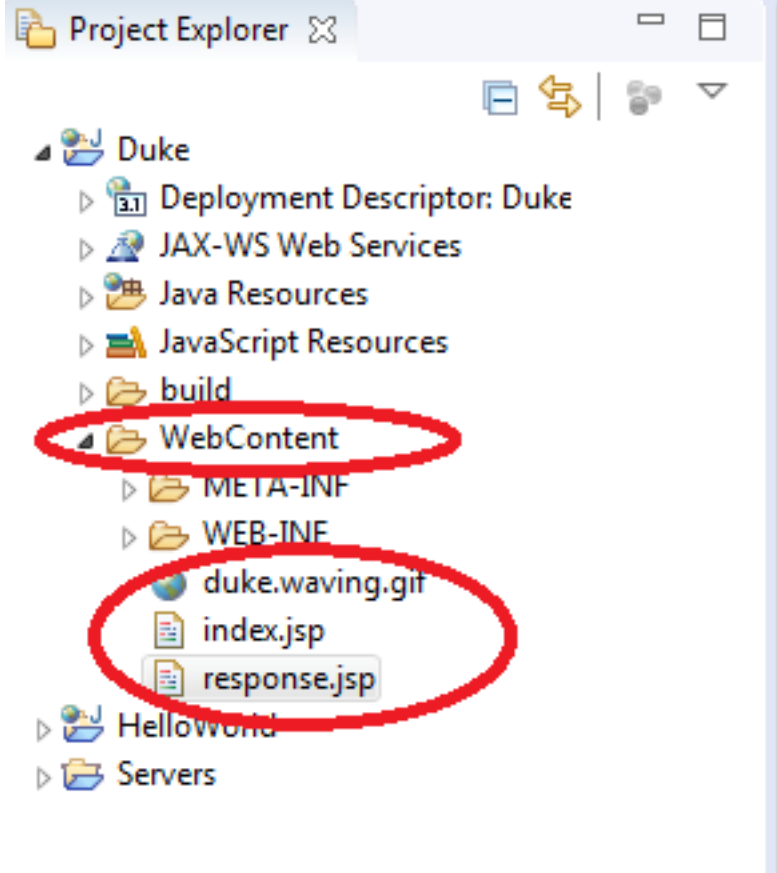 Project Explorer
Duke
3.1 Deployment Descriptor: Duke
JAX-WS Web Services
Java Resources
JavaScript Resources
build
WebContent
META-INF
WEB-INF
duke.waving.gif
index.jsp
response.jsp
HelloWorld
Servers